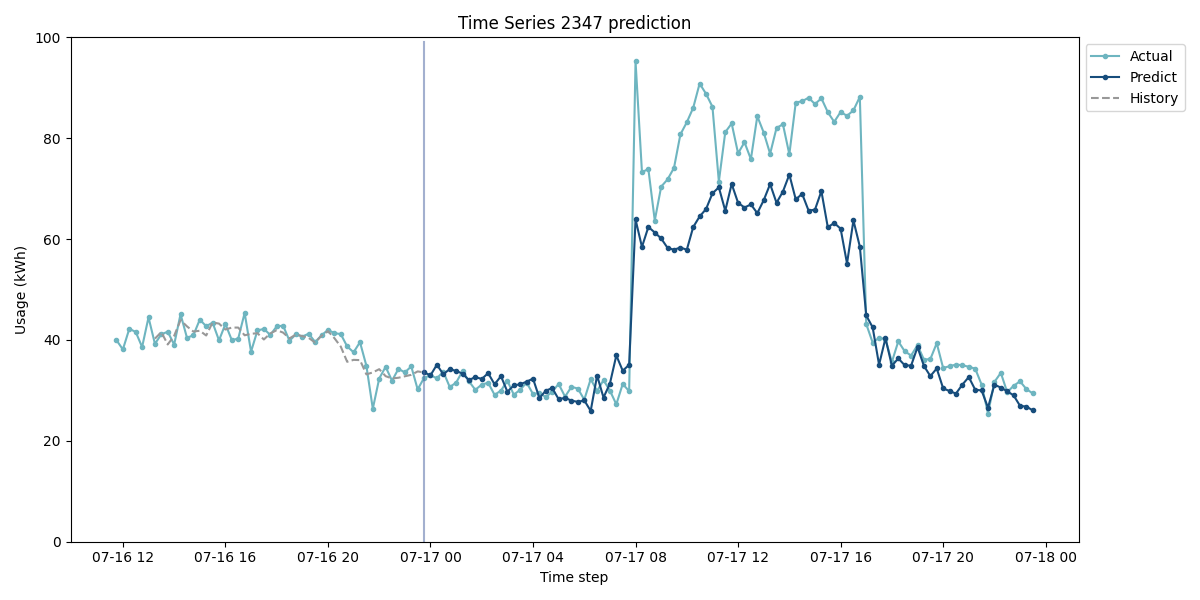 Time Series 2347 prediction
100
80
60
40
20
0
Usage (kWh)
07-16 12
07-16 16
07-16 20
07-17 00
07-17 04
07-17 08
07-17 12
07-17 16
07-17 20
07-18 00
Time step
Actual
Predict
History